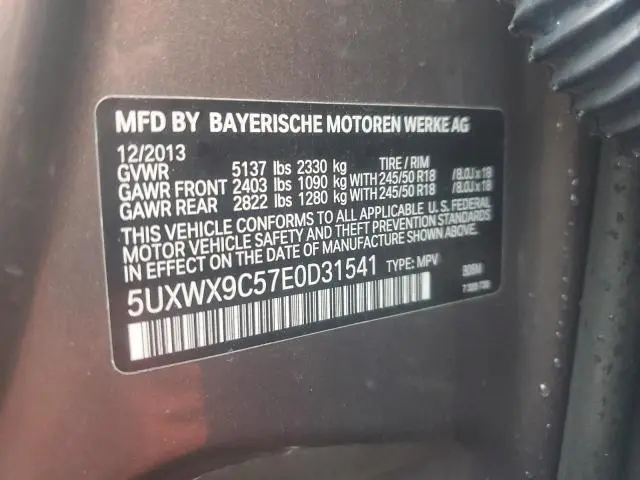 MFD BY BAYERISCHE MOTOREN WERKE AG
12/2013
GVWR 5137 lbs 2330 kg TIRE / RIM
GAWR FRONT 2403 lbs 1090 kg WITH 245/50 R18 /8.0J x 18
GAWR REAR 2822 lbs 1280 kg WITH 245/50 R18 /8.0J x 18
THIS VEHICLE CONFORMS TO ALL APPLICABLE U. S. FEDERAL
MOTOR VEHICLE SAFETY AND THEFT PREVENTION STANDARDS
IN EFFECT ON THE DATE OF MANUFACTURE SHOWN ABOVE.
5UXWX9C57E0D31541 TYPE: MPV